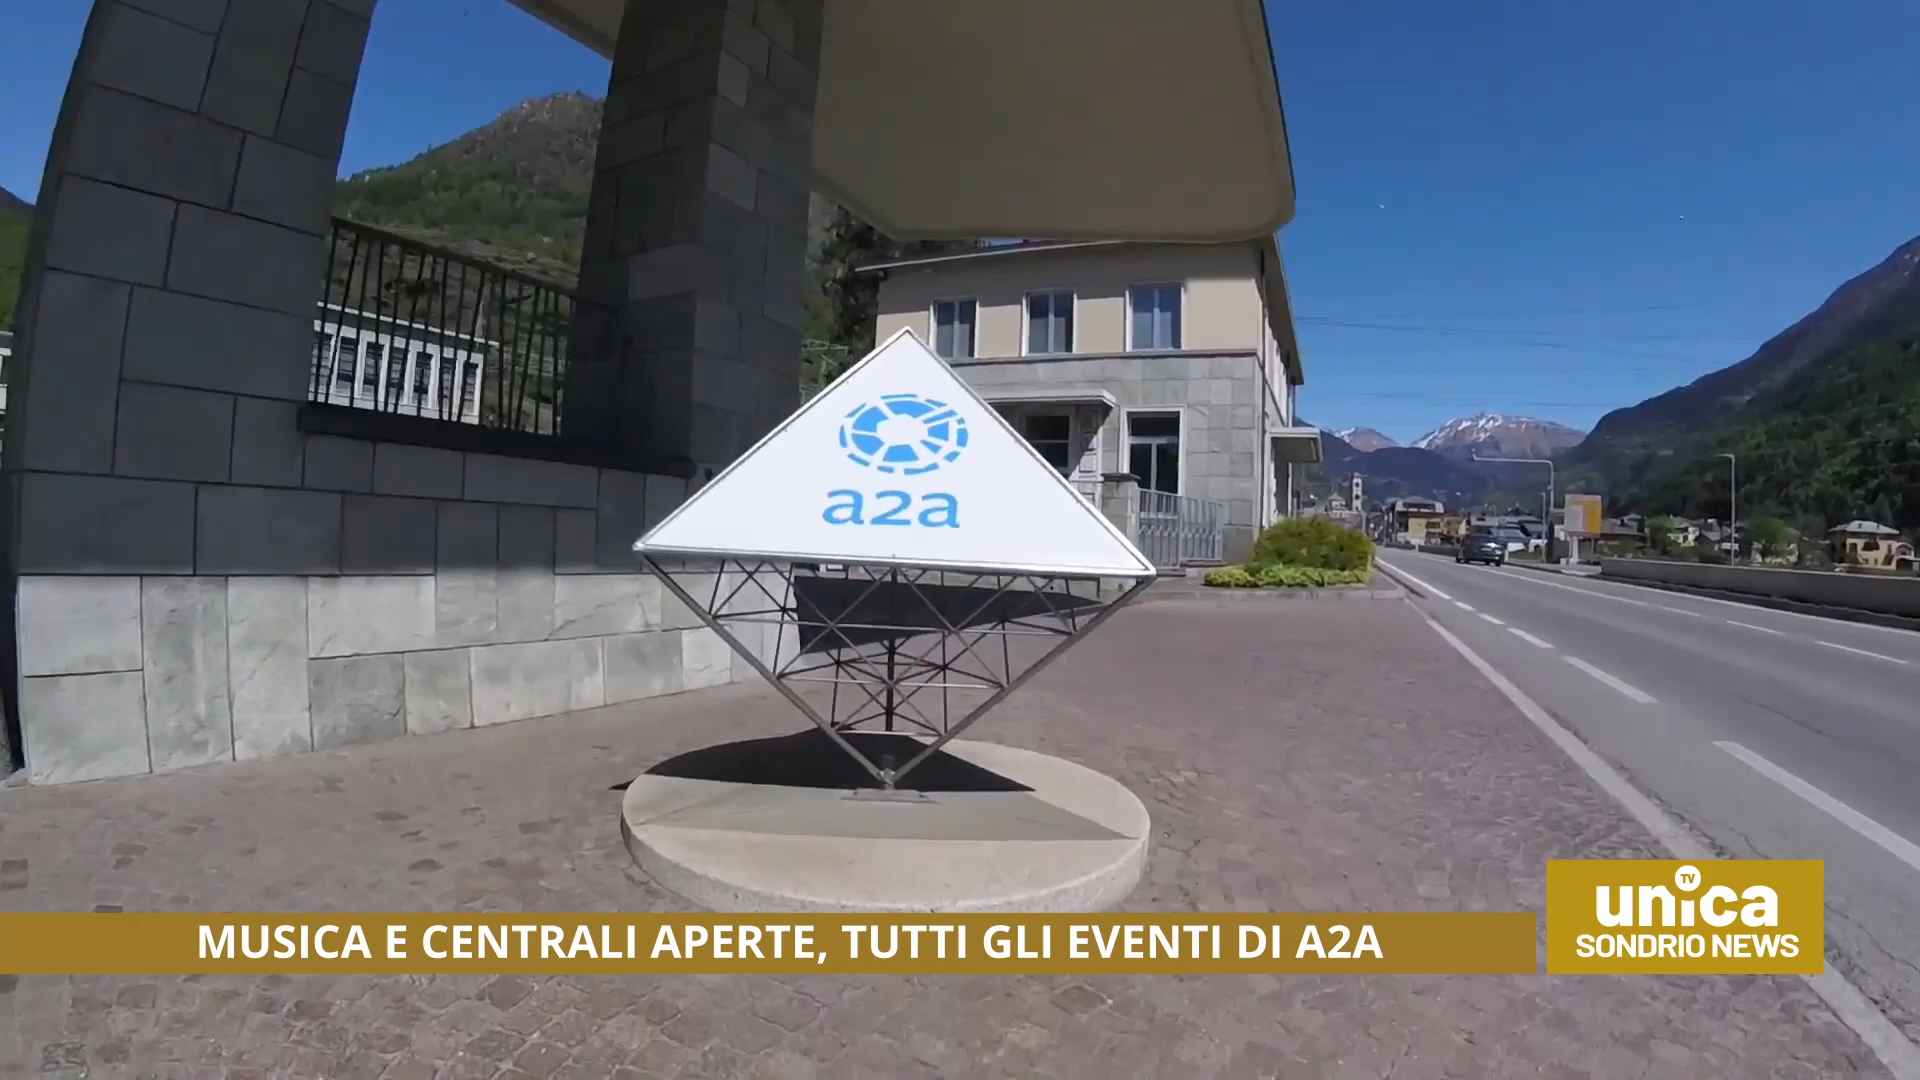 a2a
MUSICA E CENTRALI APERTE, TUTTI GLI EVENTI DI A2A
unica
TV
SONDRIO NEWS